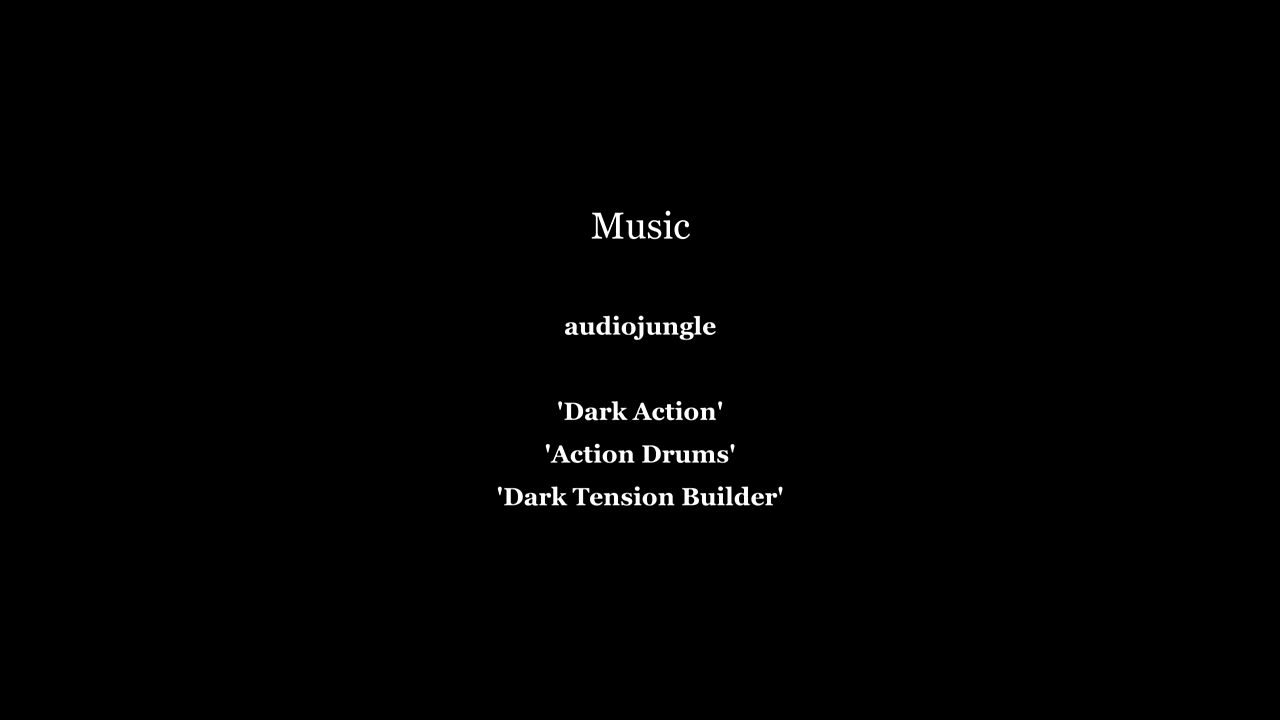 Music
audiojungle
'Dark Action'
'Action Drums'
'Dark Tension Builder'